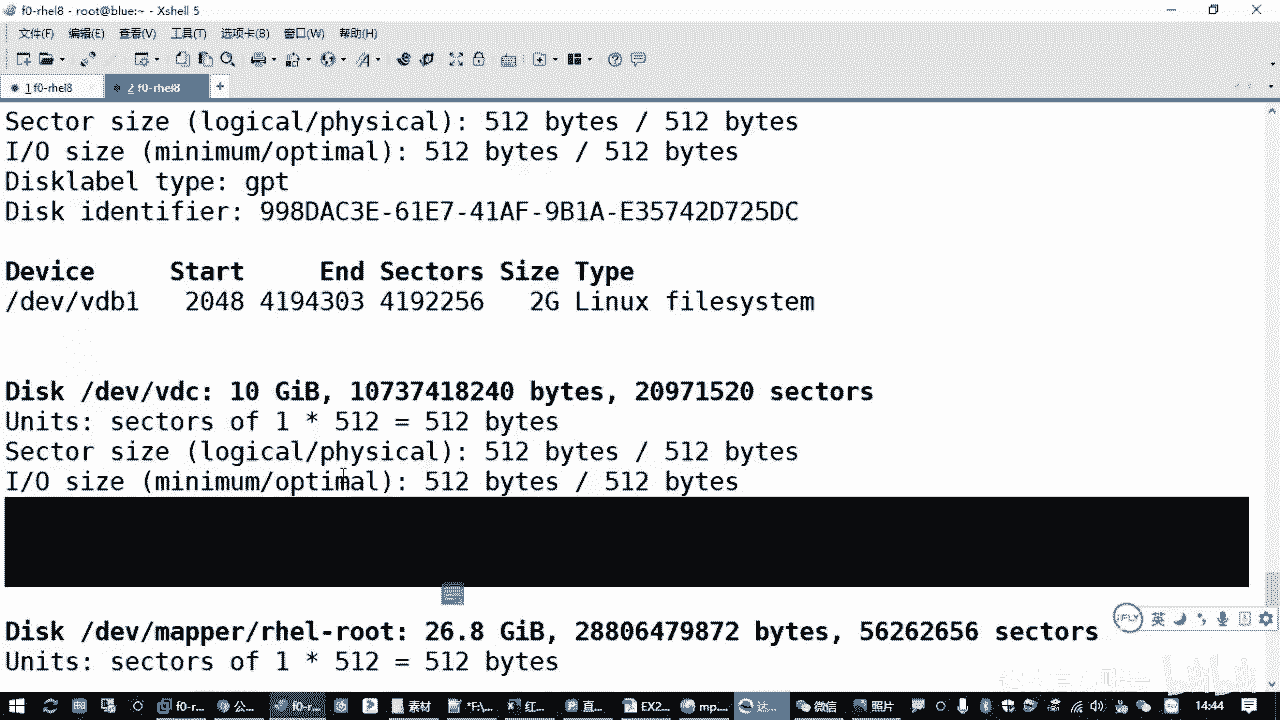 f0-rhel8 - root@blue:~ - Xshell 5
文件(F) 编辑(E) 查看(V) 工具(T) 选项卡(B) 窗口(W) 帮助(H)
1 f0-rhel8 2 f0-rhel8 +
Sector size (logical/physical): 512 bytes / 512 bytes
I/O size (minimum/optimal): 512 bytes / 512 bytes
Disklabel type: gpt
Disk identifier: 998DAC3E-61E7-41AF-9B1A-E35742D725DC
Device Start End Sectors Size Type
/dev/vdb1 2048 4194303 4192256 2G Linux filesystem
Disk /dev/vdc: 10 GiB, 10737418240 bytes, 20971520 sectors
Units: sectors of 1 * 512 = 512 bytes
Sector size (logical/physical): 512 bytes / 512 bytes
I/O size (minimum/optimal): 512 bytes / 512 bytes
iFLY 英
Disk /dev/mapper/rhel-root: 26.8 GiB, 28806479872 bytes, 56262656 sectors
Units: sectors of 1 * 512 = 512 bytes
f0-r... 公... f0-r... 素材 *F:\... 红... 直... EX2... mp... 达... 微信 照片 14:44